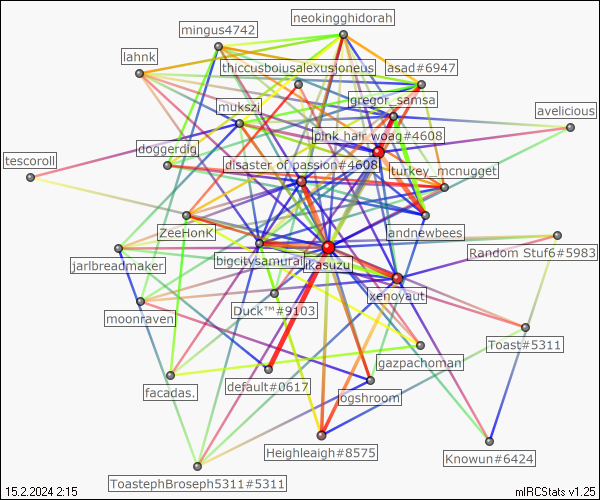 neokingghidorah
mingus4742
lahnk
thiccusboiusalexusioneus
asad#6947
gregor_samsa
mukszi
avelicious
pink hair woag#4608
doggerdig
tescoroll
disaster of passion#4608
turkey_mcnugget
ZeeHonK
andnewbees
bigcitysamurai
ikasuzu
Random Stuf6#5983
jarlbreadmaker
xenoyaut
Duck™#9103
moonraven
Toast#5311
gazpachoman
facadas.
default#0617
ogshroom
Heighleaigh#8575
Knowun#6424
ToastephBroseph5311#5311
15.2.2024 2:15
mIRCStats v1.25